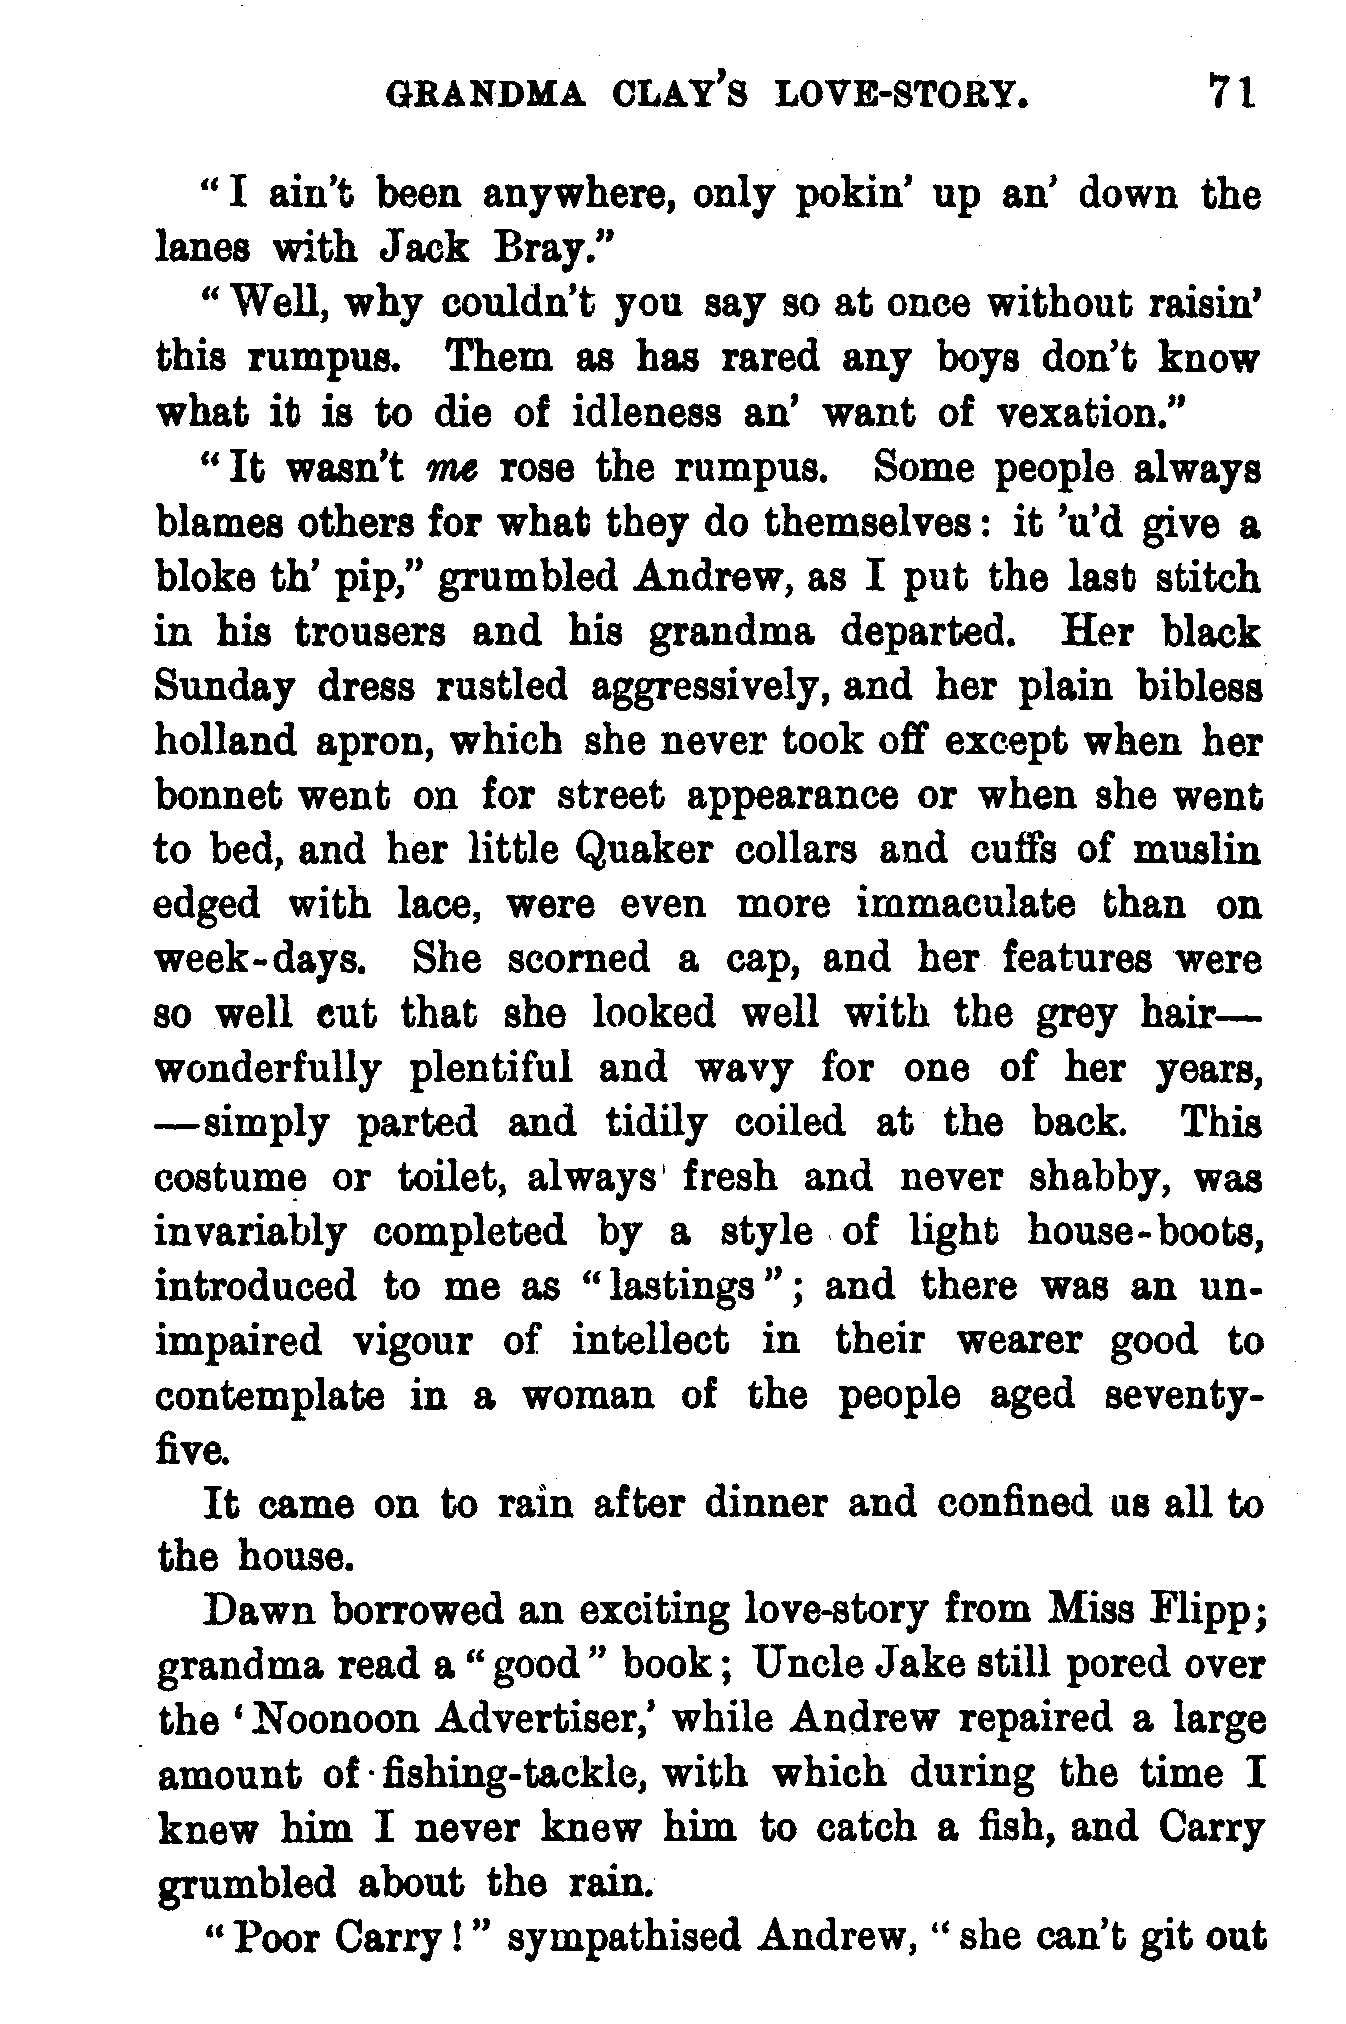 GRANDMA CLAY'S LOVE-STORY. 71
"I ain't been anywhere, only pokin' up an' down the
lanes with Jack Bray."
"Well, why couldn't you say so at once without raisin'
this rumpus. Them as has rared any boys don't know
what it is to die of idleness an' want of vexation."
"It wasn't me rose the rumpus. Some people always
blames others for what they do themselves: it 'u'd give a
bloke th' pip," grumbled Andrew, as I put the last stitch
in his trousers and his grandma departed. Her black
Sunday dress rustled aggressively, and her plain bibless
holland apron, which she never took off except when her
bonnet went on for street appearance or when she went
to bed, and her little Quaker collars and cuffs of muslin
edged with lace, were even more immaculate than on
week-days. She scorned a cap, and her features were
so well cut that she looked well with the grey hair—
wonderfully plentiful and wavy for one of her years,
—simply parted and tidily coiled at the back. This
costume or toilet, always fresh and never shabby, was
invariably completed by a style of light house-boots,
introduced to me as "lastings"; and there was an un-
impaired vigour of intellect in their wearer good to
contemplate in a woman of the people aged seventy-
five.
It came on to rain after dinner and confined us all to
the house.
Dawn borrowed an exciting love-story from Miss Flipp;
grandma read a "good" book; Uncle Jake still pored over
the 'Noonoon Advertiser,' while Andrew repaired a large
amount of fishing-tackle, with which during the time I
knew him I never knew him to catch a fish, and Carry
grumbled about the rain.
"Poor Carry!" sympathised Andrew, "she can't git out